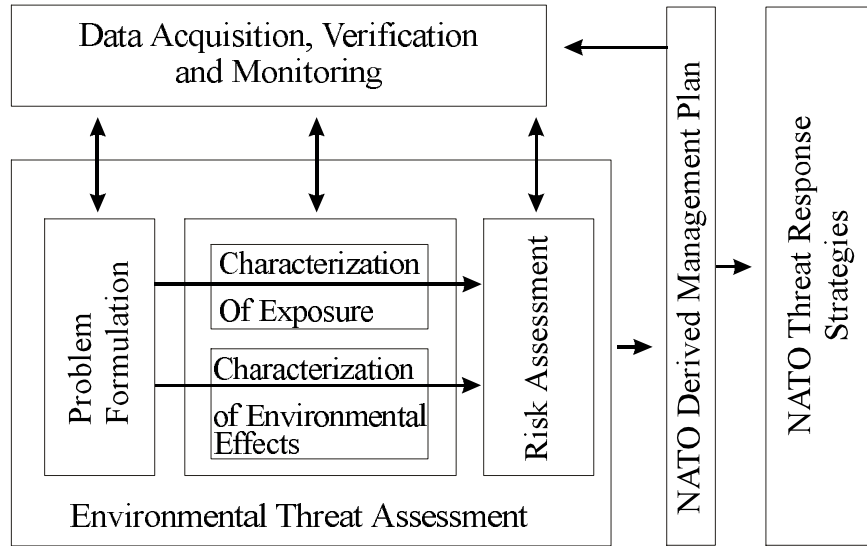 Data Acquisition, Verification
and Monitoring
Problem
Formulation
Characterization
Of Exposure
Characterization
of Environmental
Effects
Risk Assessment
Environmental Threat Assessment
NATO Derived Management Plan
NATO Threat Response
Strategies